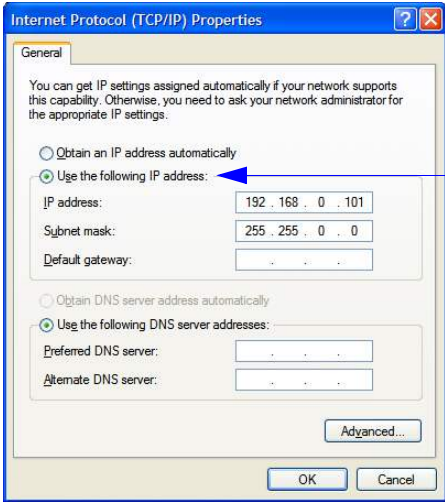 Internet Protocol (TCP/IP) Properties
General
You can get IP settings assigned automatically if your network supports
this capability. Otherwise, you need to ask your network administrator for
the appropriate IP settings.
Obtain an IP address automatically
Use the following IP address:
IP address: 192 . 168 . 0 . 101
Subnet mask: 255 . 255 . 0 . 0
Default gateway: . . .
Obtain DNS server address automatically
Use the following DNS server addresses:
Preferred DNS server: . . .
Alternate DNS server: . . .
Advanced...
OK Cancel